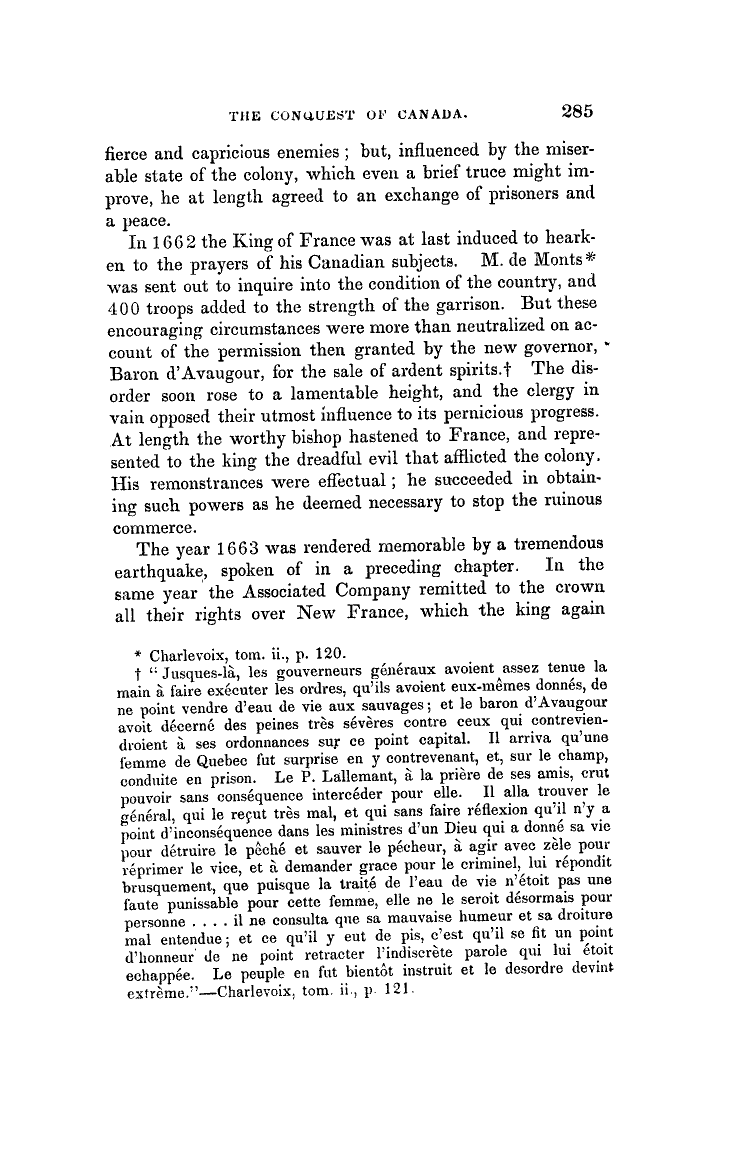 THE CONQUEST OF CANADA. 285
fierce and capricious enemies ; but, influenced by the miser-
able state of the colony, which even a brief truce might im-
prove, he at length agreed to an exchange of prisoners and
a peace.
In 1662 the King of France was at last induced to heark-
en to the prayers of his Canadian subjects. M. de Monts*
was sent out to inquire into the condition of the country, and
400 troops added to the strength of the garrison. But these
encouraging circumstances were more than neutralized on ac-
count of the permission then granted by the new governor,
Baron d'Avaugour, for the sale of ardent spirits.† The dis-
order soon rose to a lamentable height, and the clergy in
vain opposed their utmost influence to its pernicious progress.
At length the worthy bishop hastened to France, and repre-
sented to the king the dreadful evil that afflicted the colony.
His remonstrances were effectual ; he succeeded in obtain-
ing such powers as he deemed necessary to stop the ruinous
commerce.
The year 1663 was rendered memorable by a tremendous
earthquake, spoken of in a preceding chapter. In the
same year the Associated Company remitted to the crown
all their rights over New France, which the king again
* Charlevoix, tom. ii., p. 120.
† "Jusques-là, les gouverneurs généraux avoient assez tenue la
main à faire exécuter les ordres, qu'ils avoient eux-mêmes donnés, de
ne point vendre d'eau de vie aux sauvages ; et le baron d'Avaugour
avoit décerné des peines très sévères contre ceux qui contrevien-
droient à ses ordonnances sur ce point capital. Il arriva qu'une
femme de Quebec fut surprise en y contrevenant, et, sur le champ,
conduite en prison. Le P. Lallemant, à la prière de ses amis, crut
pouvoir sans conséquence intercéder pour elle. Il alla trouver le
général, qui le reçut très mal, et qui sans faire réflexion qu'il n'y a
point d'inconséquence dans les ministres d'un Dieu qui a donné sa vie
pour détruire le pêché et sauver le pécheur, à agir avec zèle pour
réprimer le vice, et à demander grace pour le criminel, lui répondit
brusquement, que puisque la traité de l'eau de vie n'étoit pas une
faute punissable pour cette femme, elle ne le seroit désormais pour
personne . . . . il ne consulta que sa mauvaise humeur et sa droiture
mal entendue ; et ce qu'il y eut de pis, c'est qu'il se fit un point
d'honneur de ne point retracter l'indiscrète parole qui lui étoit
echappée. Le peuple en fut bientôt instruit et le desordre devint
extrème."—Charlevoix, tom. ii., p. 121.